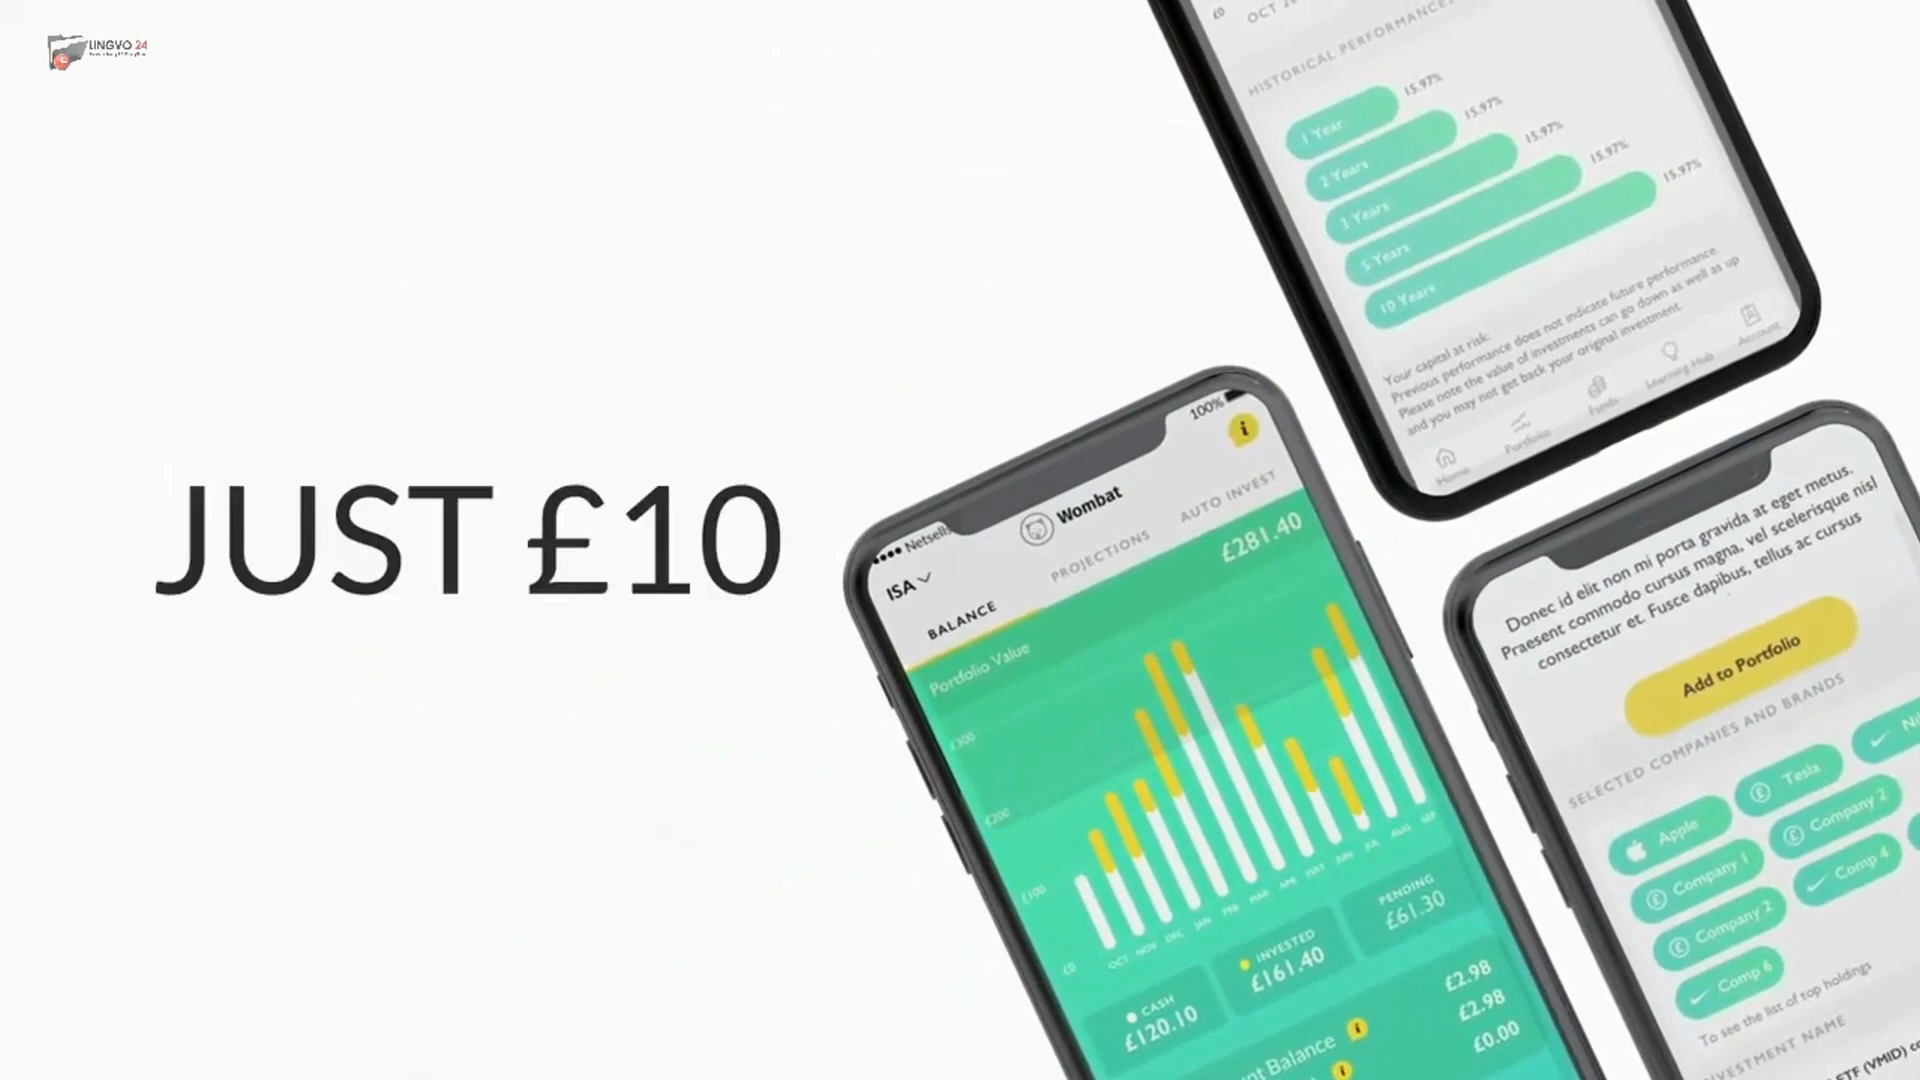 LINGVO 24
JUST £10
OCT
£0
HISTORICAL PERFORMANCES
1 Year
15.97%
2 Years
15.97%
3 Years
15.97%
5 Years
15.97%
10 Years
15.97%
Your capital at risk:
Previous performance does not indicate future performance.
Please note the value of investments can go down as well as up
and you may not get back your original investment.
Home
Portfolio
Funds
Learning Hub
Account
100%
Wombat
ISA
BALANCE
PROJECTIONS
AUTO INVEST
Portfolio Value
£281.40
£300
£200
£100
£0
OCT NOV DEC JAN FEB MAR APR MAY JUN JUL AUG SEP
CASH
£120.10
INVESTED
£161.40
PENDING
£61.30
£2.98
Balance
£2.98
£0.00
Donec id elit non mi porta gravida at eget metus.
Praesent commodo cursus magna, vel scelerisque nisl
consectetur et. Fusce dapibus, tellus ac cursus
Add to Portfolio
SELECTED COMPANIES AND BRANDS
Apple
Tesla
Company 1
Company 2
Company 2
Comp 4
Comp 6
To see the list of top holdings
INVESTMENT NAME
ETF (VMID)